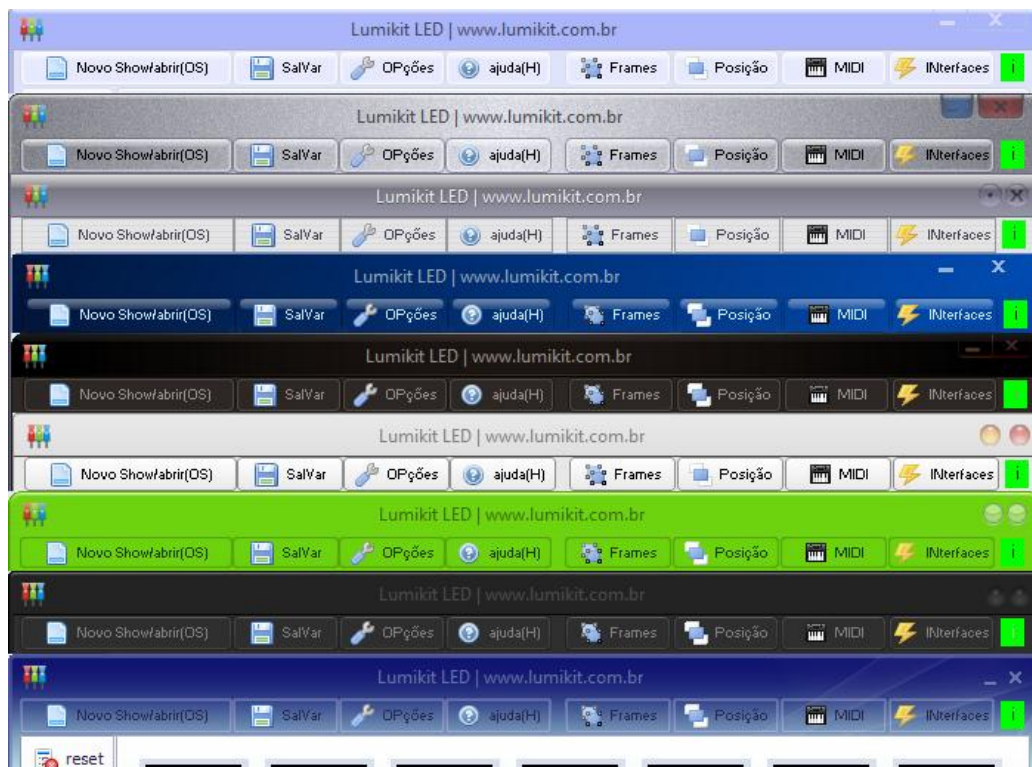 Lumikit LED | www.lumikit.com.br
Novo Show/abrir(OS) SalVar OPções ajuda(H) Frames Posição MIDI INterfaces i
Lumikit LED | www.lumikit.com.br
Novo Show/abrir(OS) SalVar OPções ajuda(H) Frames Posição MIDI INterfaces i
Lumikit LED | www.lumikit.com.br
Novo Show/abrir(OS) SalVar OPções ajuda(H) Frames Posição MIDI INterfaces i
Lumikit LED | www.lumikit.com.br
Novo Show/abrir(OS) SalVar OPções ajuda(H) Frames Posição MIDI INterfaces i
Lumikit LED | www.lumikit.com.br
Novo Show/abrir(OS) SalVar OPções ajuda(H) Frames Posição MIDI INterfaces i
Lumikit LED | www.lumikit.com.br
Novo Show/abrir(OS) SalVar OPções ajuda(H) Frames Posição MIDI INterfaces i
Lumikit LED | www.lumikit.com.br
Novo Show/abrir(OS) SalVar OPções ajuda(H) Frames Posição MIDI INterfaces i
Lumikit LED | www.lumikit.com.br
Novo Show/abrir(OS) SalVar OPções ajuda(H) Frames Posição MIDI INterfaces i
Lumikit LED | www.lumikit.com.br
Novo Show/abrir(OS) SalVar OPções ajuda(H) Frames Posição MIDI INterfaces i
reset